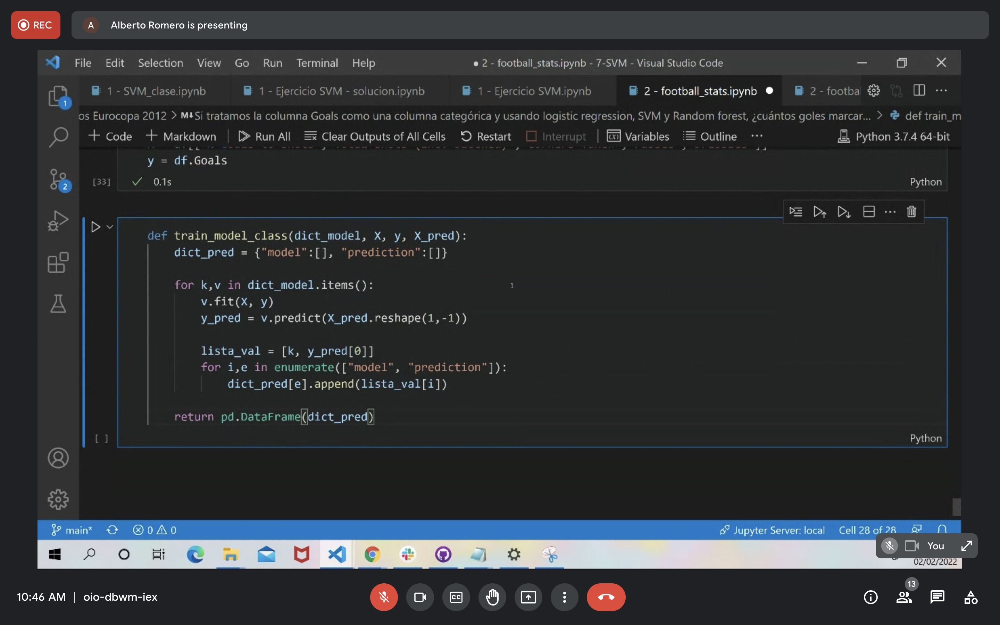 REC
A
Alberto Romero is presenting
File Edit Selection View Go Run Terminal Help
● 2 - football_stats.ipynb - 7-SVM - Visual Studio Code
1 - SVM_clase.ipynb
1 - Ejercicio SVM - solucion.ipynb
1 - Ejercicio SVM.ipynb
2 - football_stats.ipynb ●
2 - footba
1
os Eurocopa 2012 > M↓Si tratamos la columna Goals como una columna categórica y usando logistic regression, SVM y Random forest, ¿cuántos goles marcar... > def train_m
+ Code + Markdown | Run All Clear Outputs of All Cells Restart Interrupt | Variables Outline ··· Python 3.7.4 64-bit
y = df.Goals
[33] ✓ 0.1s
Python
2
def train_model_class(dict_model, X, y, X_pred):
    dict_pred = {"model":[], "prediction":[]}
    for k,v in dict_model.items():
        v.fit(X, y)
        y_pred = v.predict(X_pred.reshape(1,-1))
        lista_val = [k, y_pred[0]]
        for i,e in enumerate(["model", "prediction"]):
            dict_pred[e].append(lista_val[i])
    return pd.DataFrame(dict_pred)
[ ]
Python
main* 0 0
Jupyter Server: local Cell 28 of 28
You
02/02/2022
10:46 AM | oio-dbwm-iex
CC
13